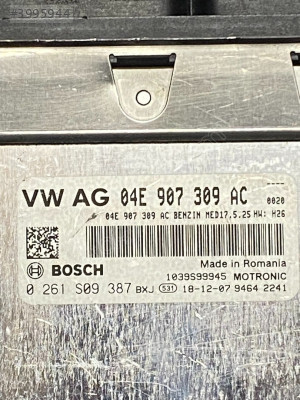 VW AG 04E 907 309 AC
0020
04E 907 309 AC BENZIN MED17.5.25 HW: H26
BOSCH
Made in Romania
1039S99945 MOTRONIC
0 261 S09 387 BXJ 531 18-12-07 9464 2241